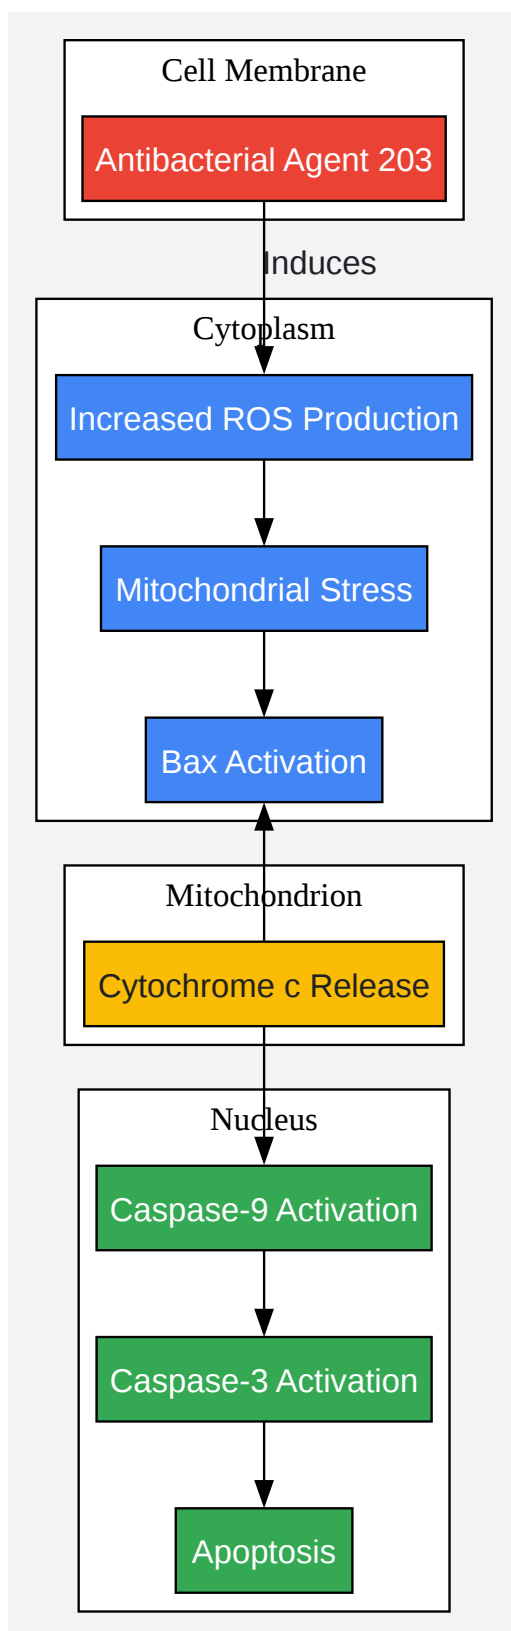 Cell Membrane
Antibacterial Agent 203
Induces
Cytoplasm
Increased ROS Production
Mitochondrial Stress
Bax Activation
Mitochondrion
Cytochrome c Release
Nucleus
Caspase-9 Activation
Caspase-3 Activation
Apoptosis